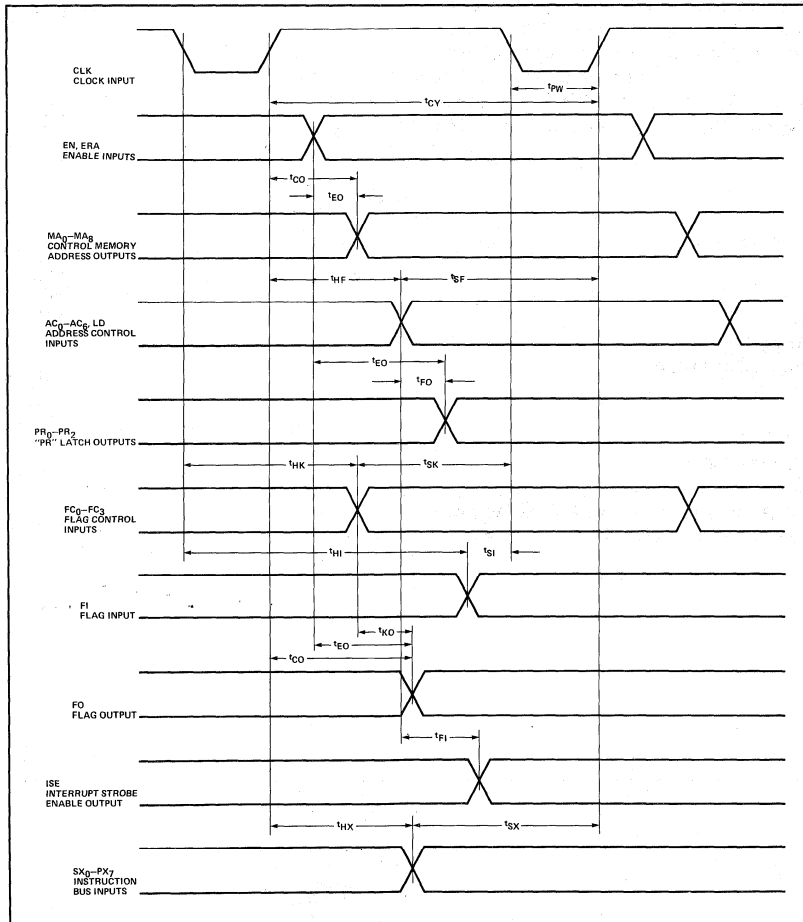 CLK
CLOCK INPUT
tPW
tCY
EN, ERA
ENABLE INPUTS
tCO
tEO
MA0–MA8
CONTROL MEMORY
ADDRESS OUTPUTS
tHF
tSF
AC0–AC6, LD
ADDRESS CONTROL
INPUTS
tEO
tFO
PR0–PR2
"PR" LATCH OUTPUTS
tHK
tSK
FC0–FC3
FLAG CONTROL
INPUTS
tHI
tSI
FI
FLAG INPUT
tKO
tEO
tCO
FO
FLAG OUTPUT
tFI
ISE
INTERRUPT STROBE
ENABLE OUTPUT
tHX
tSX
SX0–PX7
INSTRUCTION
BUS INPUTS